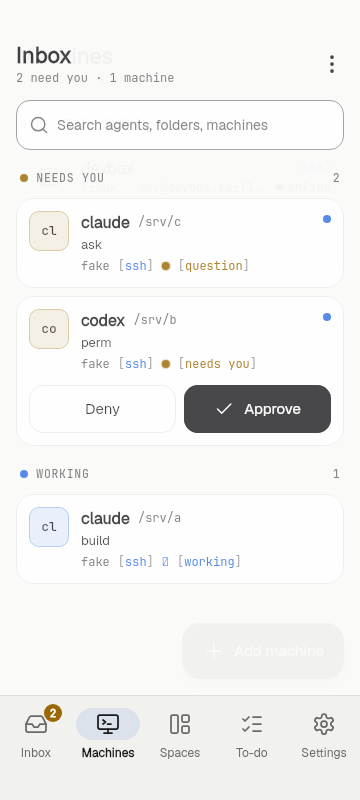 Inbox
2 need you · 1 machine
Search agents, folders, machines
NEEDS YOU 2
cl claude /srv/c
ask
fake [ssh] [question]
co codex /srv/b
perm
fake [ssh] [needs you]
Deny Approve
WORKING 1
cl claude /srv/a
build
fake [ssh] [working]
Add machine
2
Inbox Machines Spaces To-do Settings